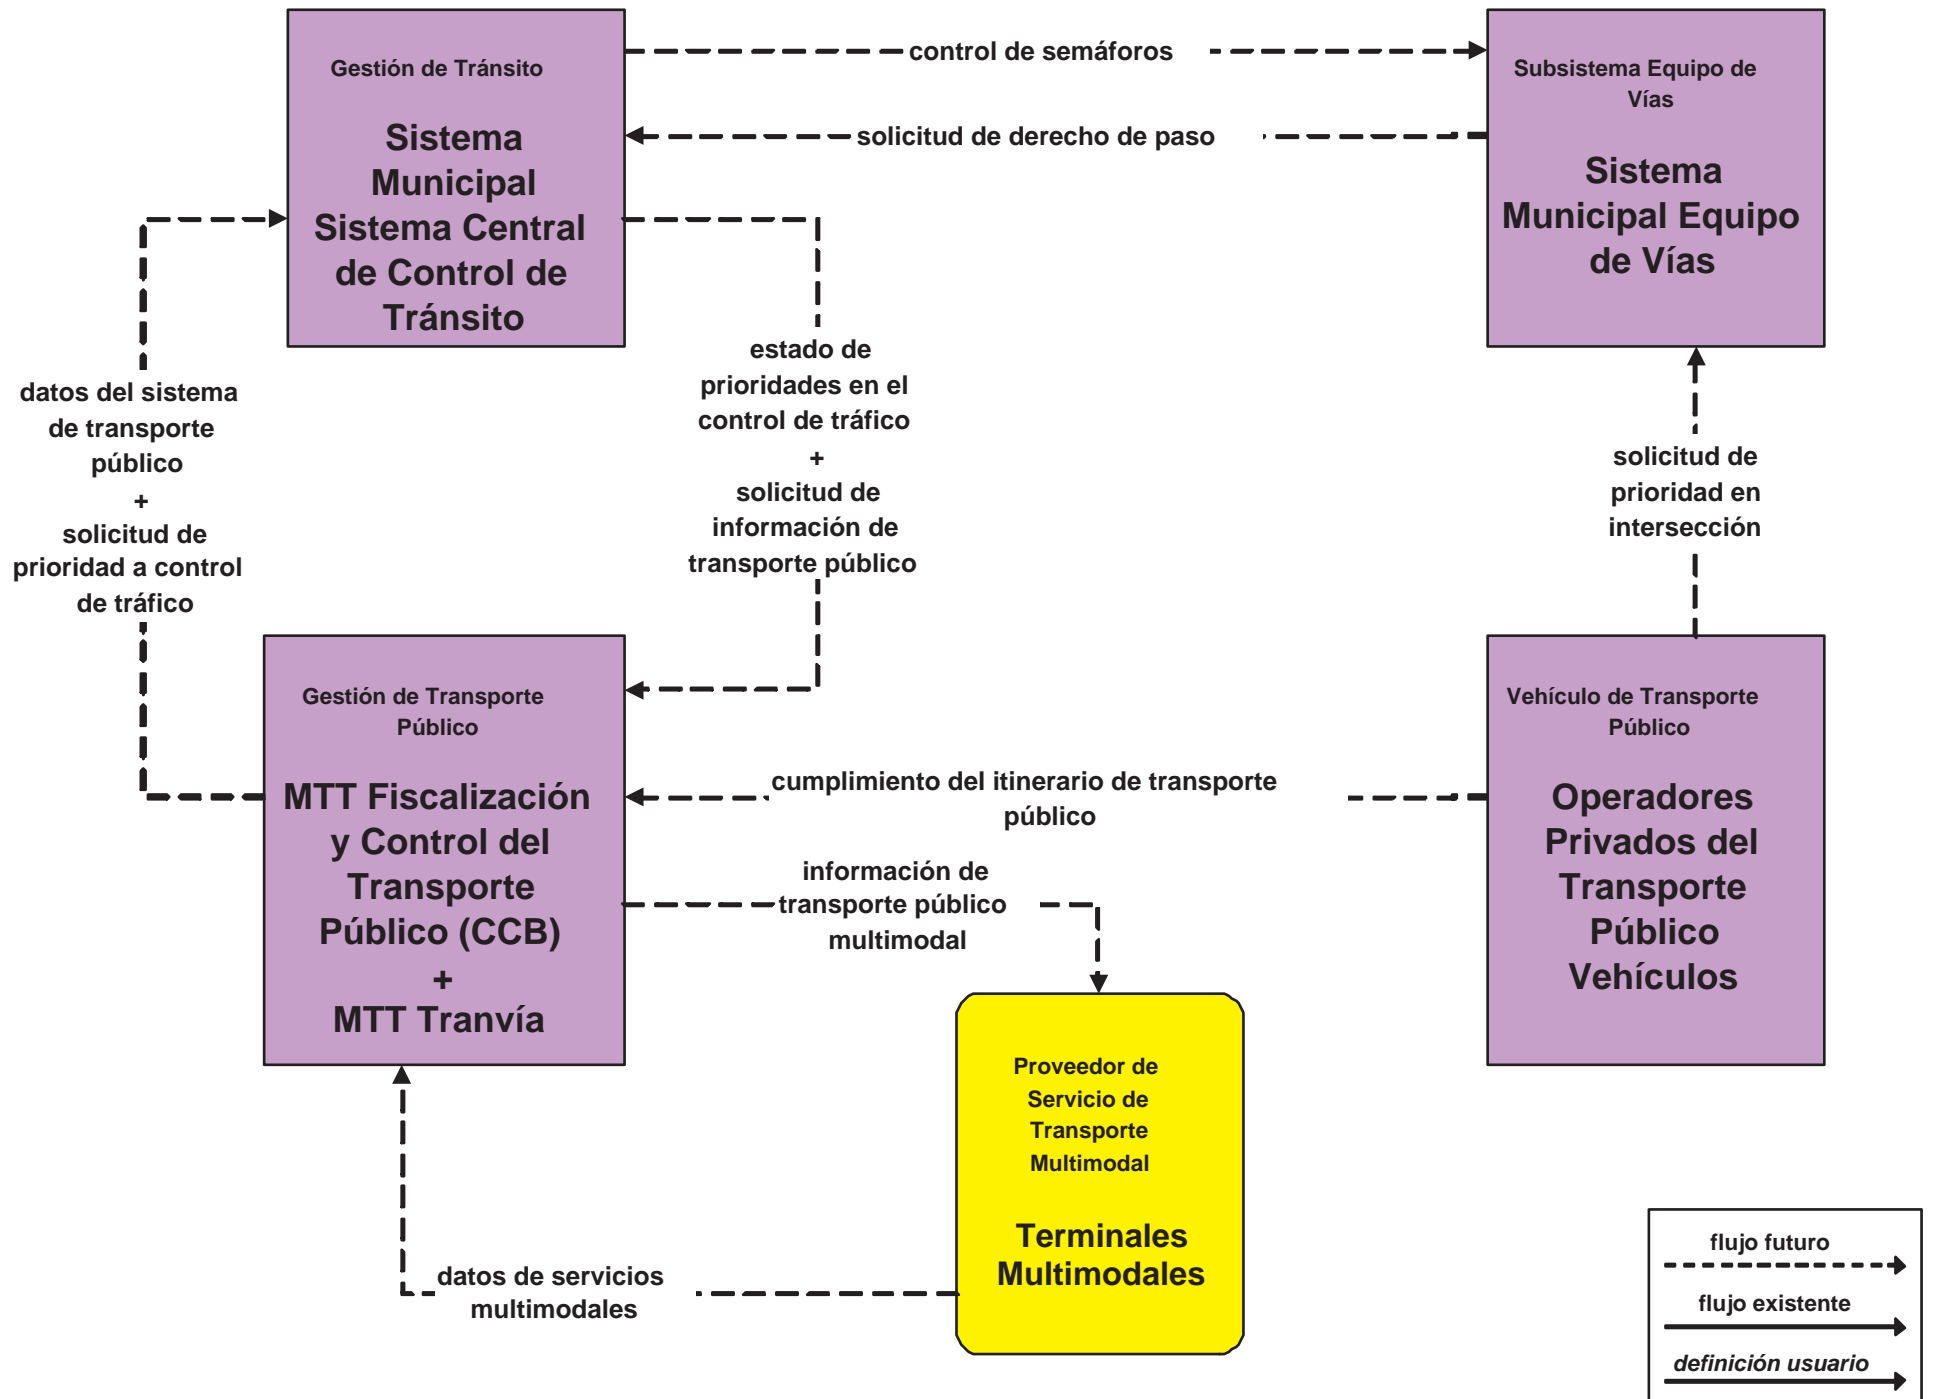 Gestión de Tránsito
Sistema
Municipal
Sistema Central
de Control de
Tránsito
control de semáforos
solicitud de derecho de paso
Subsistema Equipo de
Vías
Sistema
Municipal Equipo
de Vías
datos del sistema
de transporte
público
+
solicitud de
prioridad a control
de tráfico
estado de
prioridades en el
control de tráfico
+
solicitud de
información de
transporte público
solicitud de
prioridad en
intersección
Gestión de Transporte
Público
MTT Fiscalización
y Control del
Transporte
Público (CCB)
+
MTT Tranvía
cumplimiento del itinerario de transporte
público
información de
transporte público
multimodal
Vehículo de Transporte
Público
Operadores
Privados del
Transporte
Público
Vehículos
Proveedor de
Servicio de
Transporte
Multimodal
Terminales
Multimodales
datos de servicios
multimodales
flujo futuro
flujo existente
definición usuario